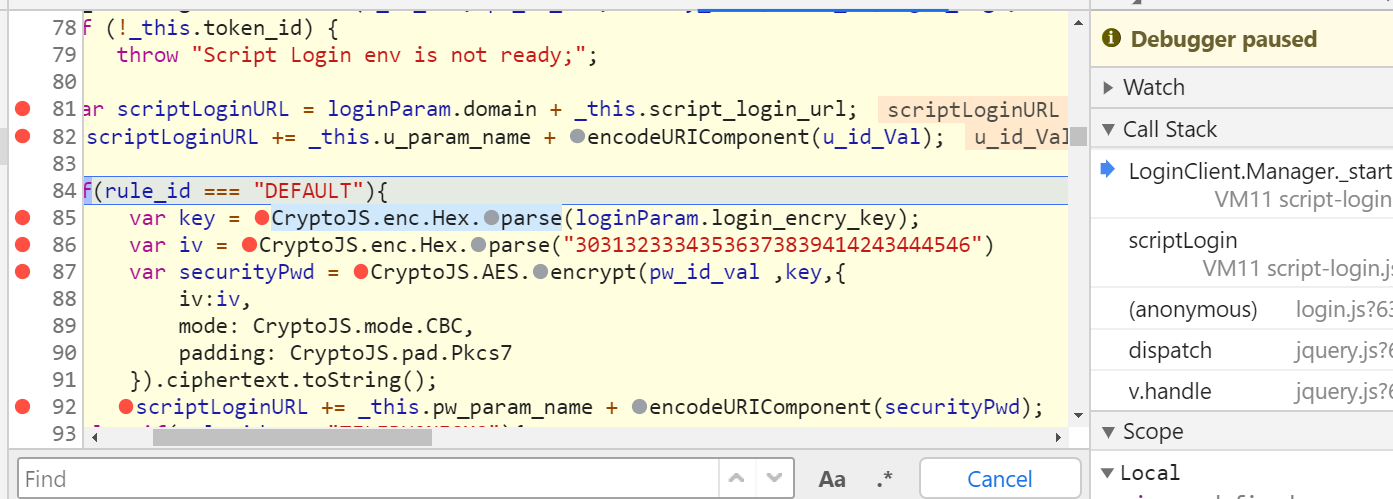 78 f (!_this.token_id) {
79 throw "Script Login env is not ready;";
80
81 ar scriptLoginURL = loginParam.domain + _this.script_login_url; scriptLoginURL
82 scriptLoginURL += _this.u_param_name + encodeURIComponent(u_id_Val); u_id_Val
83
84 f(rule_id === "DEFAULT"){
85 var key = CryptoJS.enc.Hex.parse(loginParam.login_encry_key);
86 var iv = CryptoJS.enc.Hex.parse("30313233343536373839414243444546")
87 var securityPwd = CryptoJS.AES.encrypt(pw_id_val ,key,{
88 iv:iv,
89 mode: CryptoJS.mode.CBC,
90 padding: CryptoJS.pad.Pkcs7
91 }).ciphertext.toString();
92 scriptLoginURL += _this.pw_param_name + encodeURIComponent(securityPwd);
93
Find
Aa
.*
Cancel
Debugger paused
Watch
Call Stack
LoginClient.Manager._start
VM11 script-login
scriptLogin
VM11 script-login.js
(anonymous) login.js?63
dispatch jquery.js?6
v.handle jquery.js?6
Scope
Local